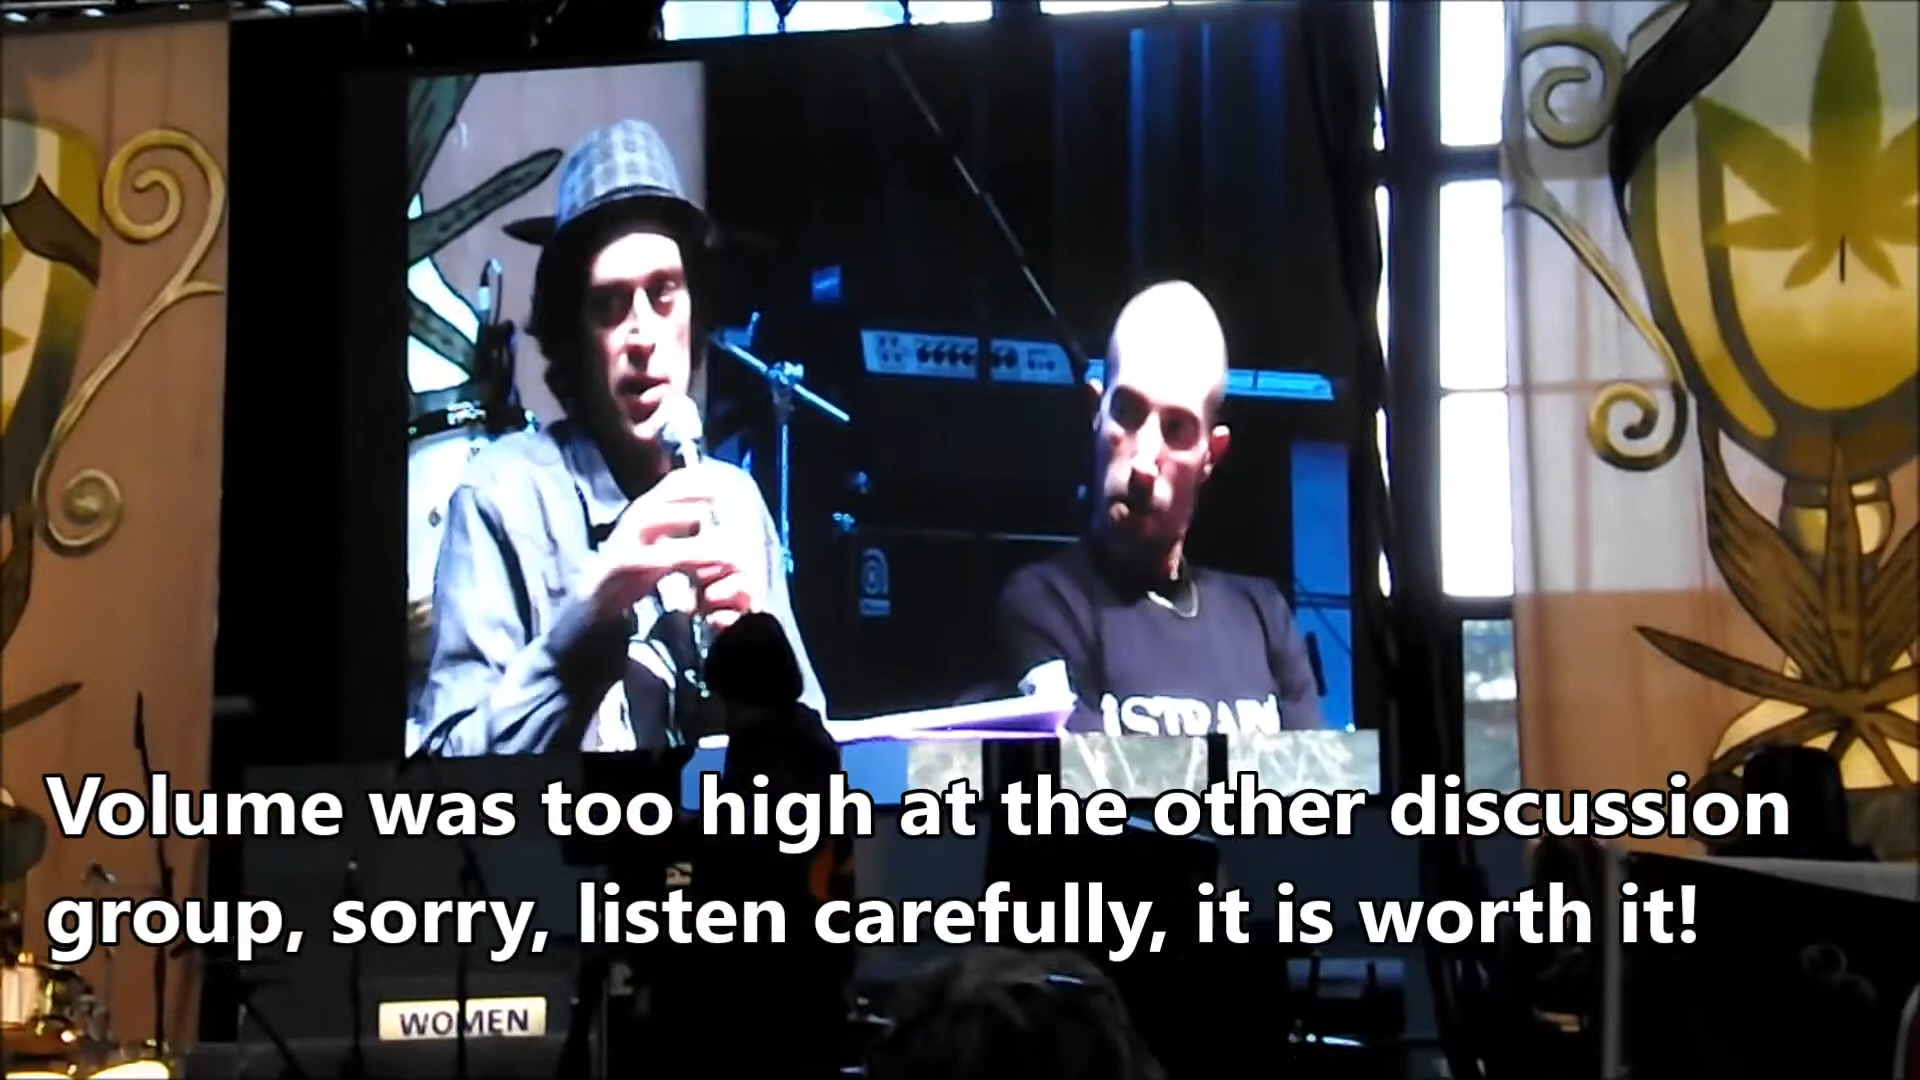 Volume was too high at the other discussion
group, sorry, listen carefully, it is worth it!
WOMEN